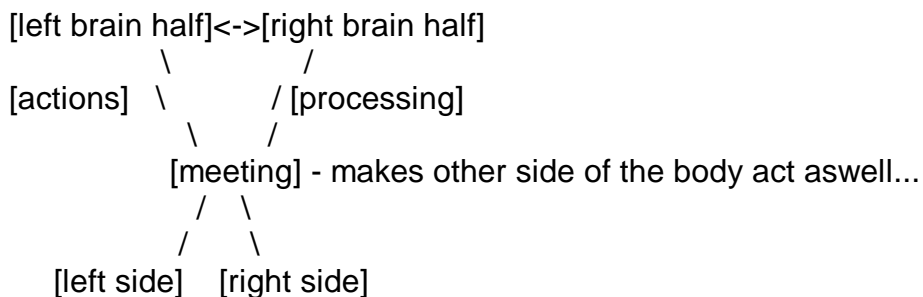 [left brain half]<->[right brain half]
\ /
[actions] \ / [processing]
\ /
[meeting] - makes other side of the body act aswell...
/ \
/ \
[left side] [right side]